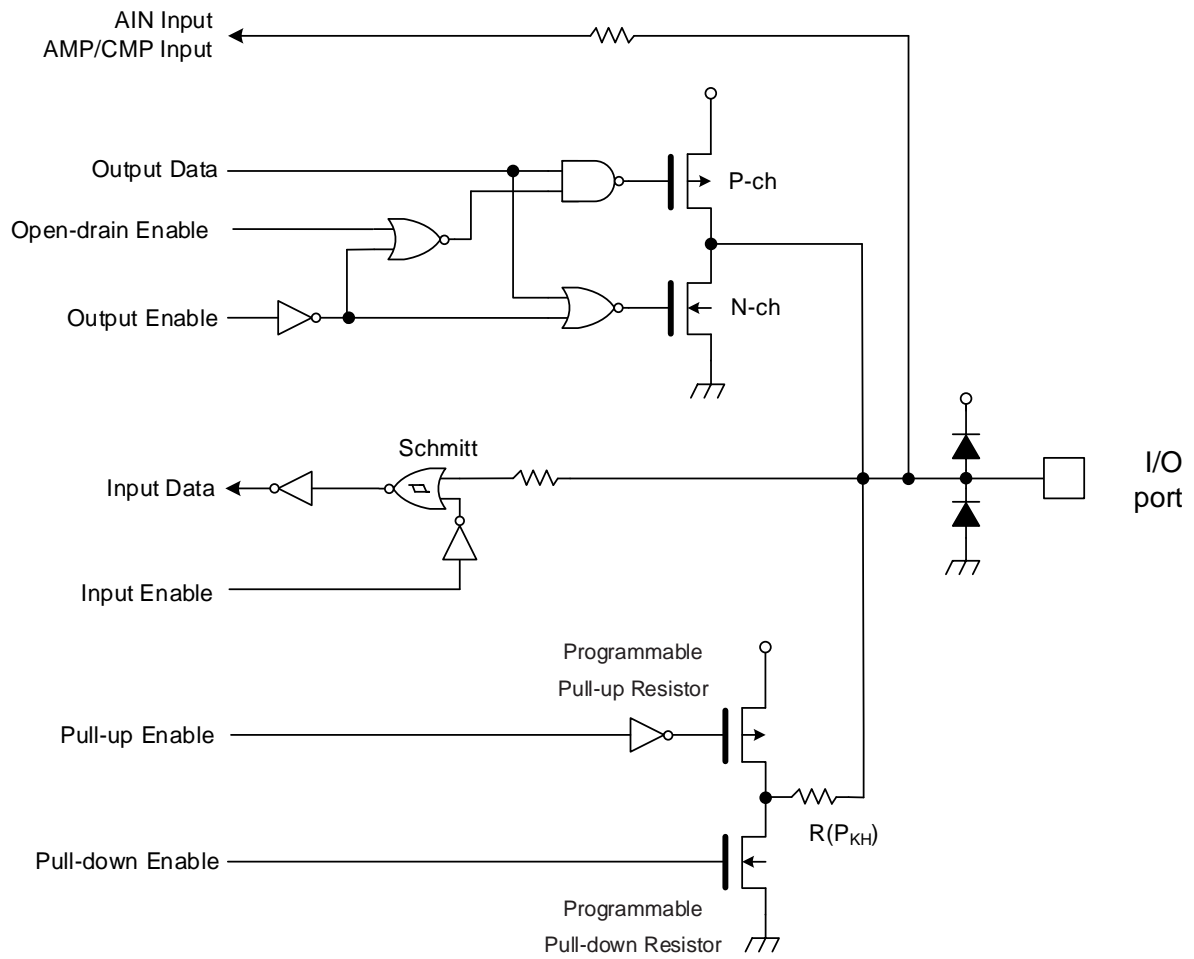 AIN Input
AMP/CMP Input
Output Data
P-ch
Open-drain Enable
N-ch
Output Enable
Schmitt
I/O
port
Input Data
Input Enable
Programmable
Pull-up Resistor
Pull-up Enable
R(PKH)
Pull-down Enable
Programmable
Pull-down Resistor